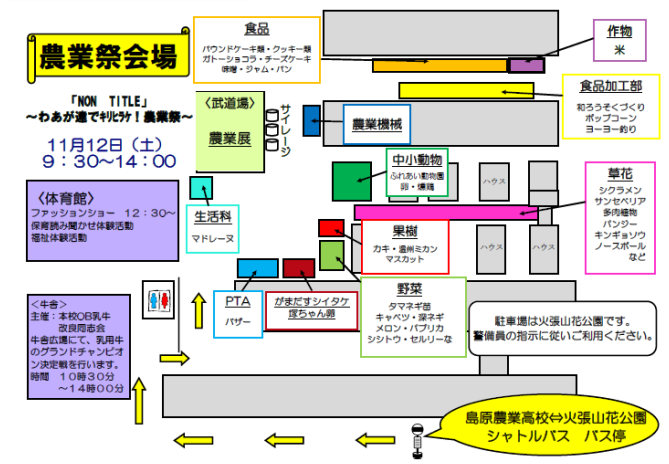 農業祭会場
「NON TITLE」
～わあが達でｷﾘﾋﾗｹ！農業祭～
11月12日（土）
9：30～14：00
食品
パウンドケーキ類・クッキー類
ガトーショコラ・チーズケーキ
味噌・ジャム・パン
作物
米
食品加工部
和ろうそくづくり
ポップコーン
ヨーヨー釣り
〈武道場〉
農業展
サイレージ
農業機械
中小動物
ふれあい動物園
卵・燻鶏
ハウス
草花
シクラメン
サンセベリア
多肉植物
パンジー
キンギョソウ
ノースポール
など
〈体育館〉
ファッションショー 12：30～
保育読み聞かせ体験活動
福祉体験活動
生活科
マドレーヌ
果樹
カキ・温州ミカン
マスカット
ハウス
ハウス
野菜
タマネギ苗
キャベツ・葉ネギ
メロン・パプリカ
シシトウ・セルリーな
PTA
バザー
がまだすシイタケ
塚ちゃん卵
＜牛舎＞
主催：本校OB乳牛
改良同志会
牛舎広場にて、乳用牛
のグランドチャンピオ
ン決定戦を行います。
時間 10時30分
～14時00分
駐車場は火張山花公園です。
警備員の指示に従いご利用ください。
島原農業高校⇔火張山花公園
シャトルバス バス停